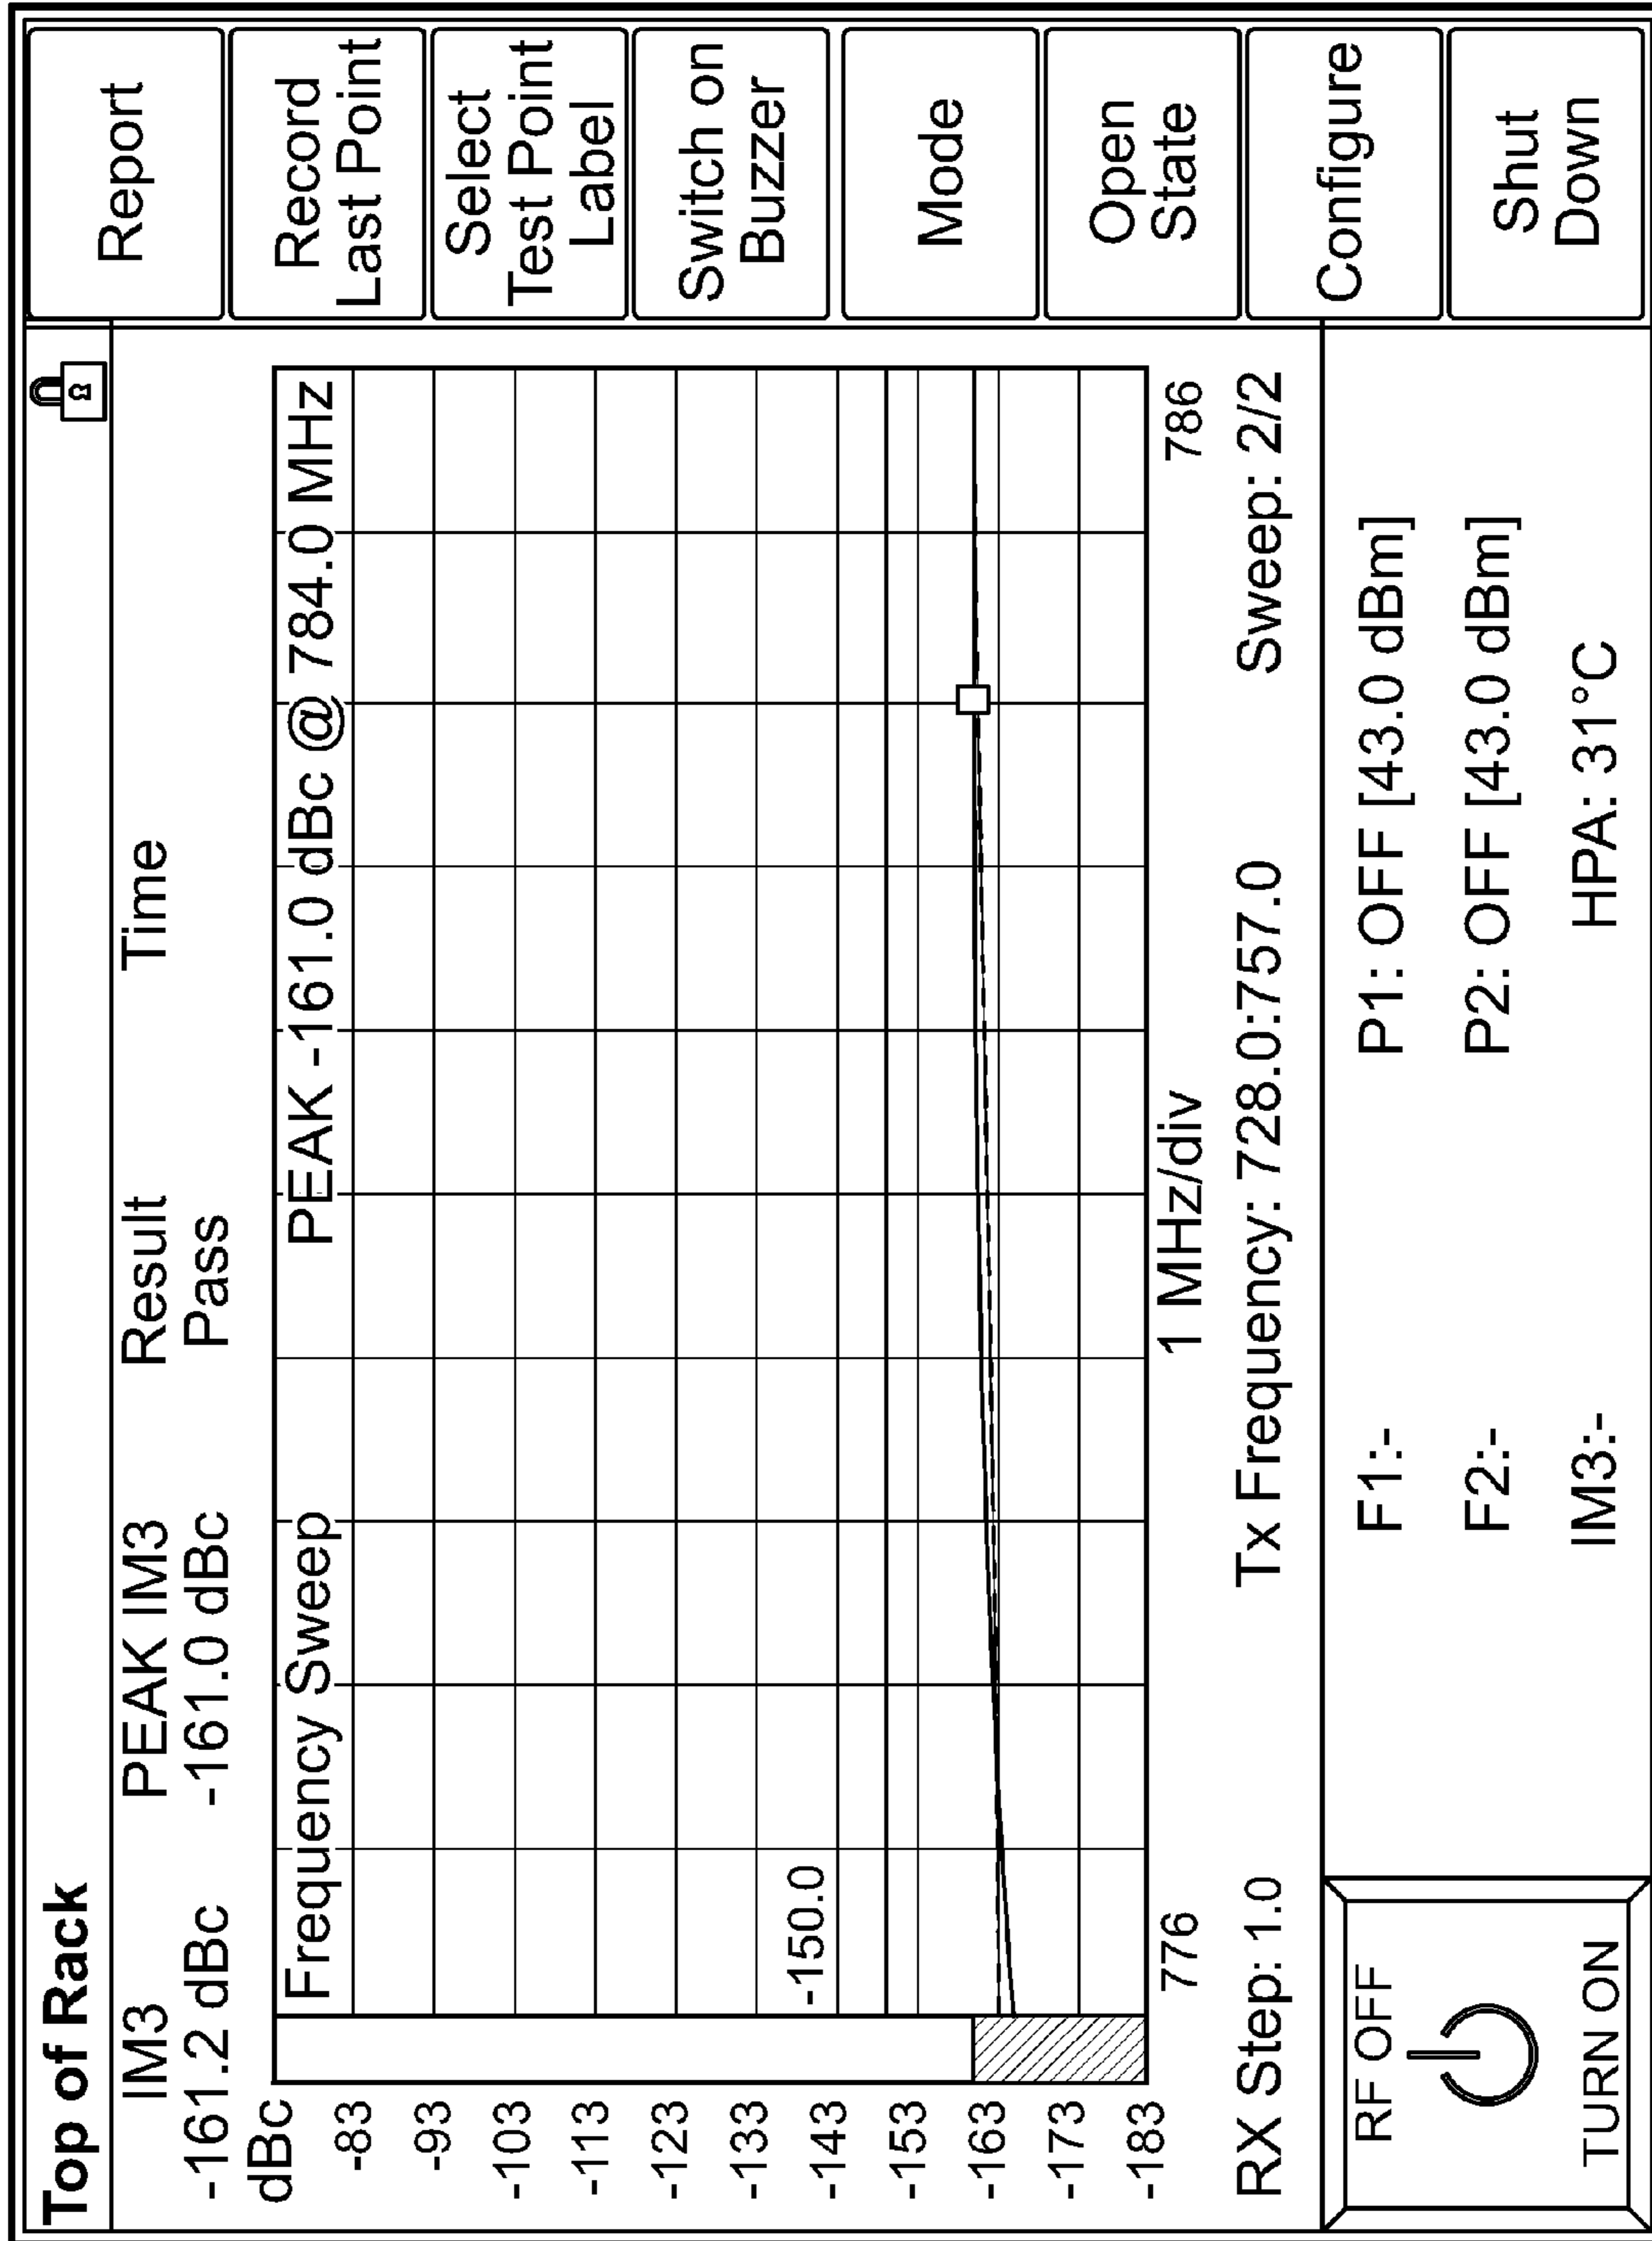 Top of Rack
IM3
PEAK IM3
Result
Time
-161.2 dBc
-161.0 dBc
Pass
dBc
Frequency Sweep
PEAK -161.0 dBc @ 784.0 MHz
-83
-93
-103
-113
-123
-133
-143
-150.0
-153
-163
-173
-183
776
1 MHz/div
786
RX Step: 1.0
Tx Frequency: 728.0:757.0
Sweep: 2/2
RF OFF
TURN ON
F1:-
P1: OFF [43.0 dBm]
F2:-
P2: OFF [43.0 dBm]
IM3:-
HPA: 31°C
Report
Record
Last Point
Select
Test Point
Label
Switch on
Buzzer
Mode
Open
State
Configure
Shut
Down